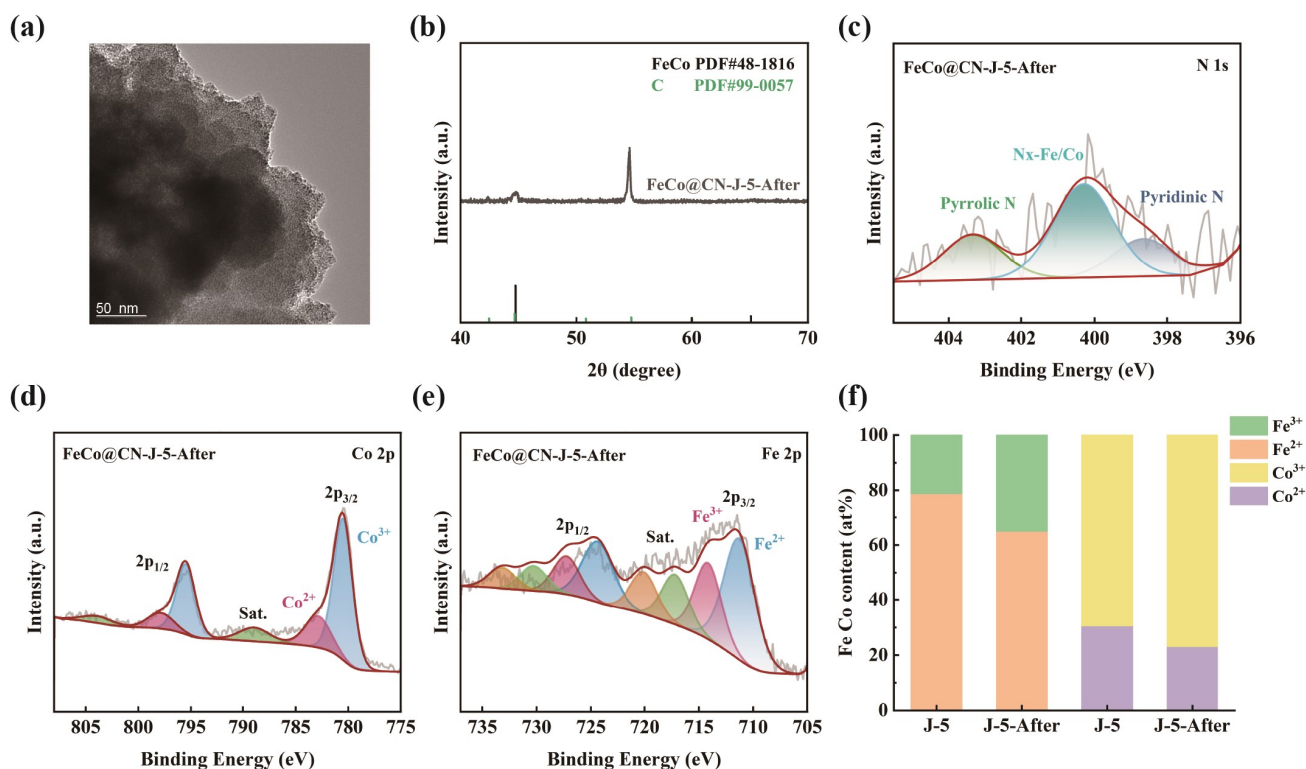 (a)
50 nm
(b)
FeCo PDF#48-1816
C PDF#99-0057
FeCo@CN-J-5-After
Intensity (a.u.)
40 50 60 70
2θ (degree)
(c)
FeCo@CN-J-5-After N 1s
Nx-Fe/Co
Pyrrolic N
Pyridinic N
Intensity (a.u.)
404 402 400 398 396
Binding Energy (eV)
(d)
FeCo@CN-J-5-After Co 2p
2p3/2
Co³⁺
2p1/2
Co²⁺
Sat.
Intensity (a.u.)
805 800 795 790 785 780 775
Binding Energy (eV)
(e)
FeCo@CN-J-5-After Fe 2p
2p3/2
Fe³⁺
2p1/2
Sat.
Fe²⁺
Intensity (a.u.)
735 730 725 720 715 710 705
Binding Energy (eV)
(f)
Fe³⁺
Fe²⁺
Co³⁺
Co²⁺
Fe Co content (at%)
100
80
60
40
20
0
J-5 J-5-After J-5 J-5-After